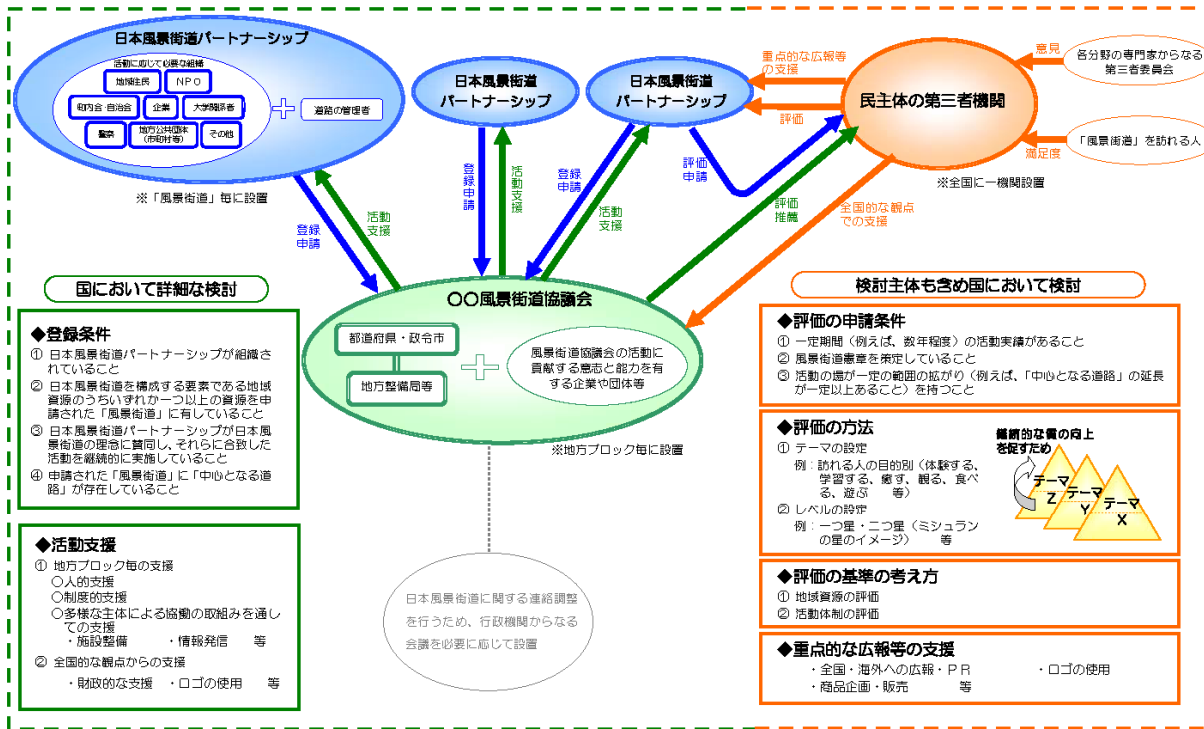 日本風景街道パートナーシップ
活動に応じて必要な組織
地域住民
NPO
町内会・自治会
企業
大学関係者
警察
地方公共団体
(市町村等)
その他
道路の管理者
※「風景街道」毎に設置
日本風景街道
パートナーシップ
日本風景街道
パートナーシップ
重点的な広報等
の支援
評価
民主体の第三者機関
意見
各分野の専門家からなる
第三者委員会
満足度
「風景街道」を訪れる人
※全国に一機関設置
登録
申請
活動
支援
登録
申請
活動
支援
登録
申請
活動
支援
評価
申請
評価
推薦
全国的な観点
での支援
〇〇風景街道協議会
都道府県・政令市
地方整備局等
風景街道協議会の活動に
貢献する意志と能力を有
する企業や団体等
※地方ブロック毎に設置
日本風景街道に関する連絡調整
を行うため、行政機関からなる
会議を必要に応じて設置
国において詳細な検討
◆登録条件
① 日本風景街道パートナーシップが組織さ
れていること
② 日本風景街道を構成する要素である地域
資源のうちいずれか一つ以上の資源を申
請された「風景街道」に有していること
③ 日本風景街道パートナーシップが日本風
景街道の理念に賛同し、それらに合致した
活動を継続的に実施していること
④ 申請された「風景街道」に「中心となる道
路」が存在していること
◆活動支援
① 地方ブロック毎の支援
〇人的支援
〇制度的支援
〇多様な主体による協働の取組みを通し
ての支援
・施設整備 ・情報発信 等
② 全国的な観点からの支援
・財政的な支援 ・ロゴの使用 等
検討主体も含め国において検討
◆評価の申請条件
① 一定期間(例えば、数年程度)の活動実績があること
② 風景街道憲章を策定していること
③ 活動の場が一定の範囲の拡がり(例えば、「中心となる道路」の延長
が一定以上あること)を持つこと
◆評価の方法
① テーマの設定
例:訪れる人の目的別(体験する、
学習する、癒す、観る、食べ
る、遊ぶ 等)
② レベルの設定
例:一つ星・二つ星(ミシュラン
の星のイメージ) 等
継続的な質の向上
を促すため
テーマ
Z
テーマ
Y
テーマ
X
◆評価の基準の考え方
① 地域資源の評価
② 活動体制の評価
◆重点的な広報等の支援
・全国・海外への広報・PR ・ロゴの使用
・商品企画・販売 等